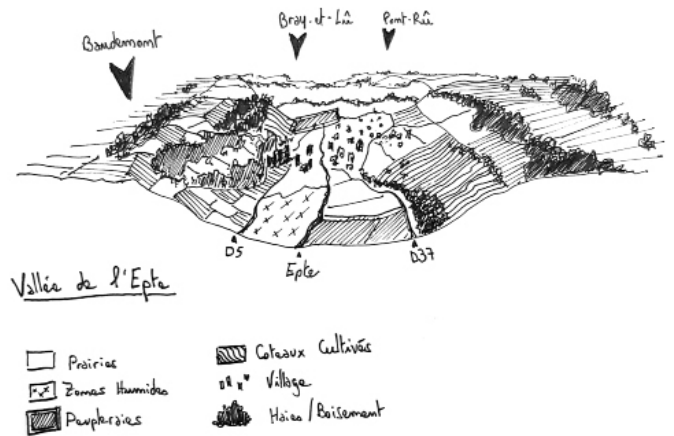 Baudemont
Bray-et-Lû
Pont-Rû
D5
Epte
D37
Vallée de l'Epte
Prairies
Zones Humides
Peupleraies
Coteaux Cultivés
Village
Haies/Boisement